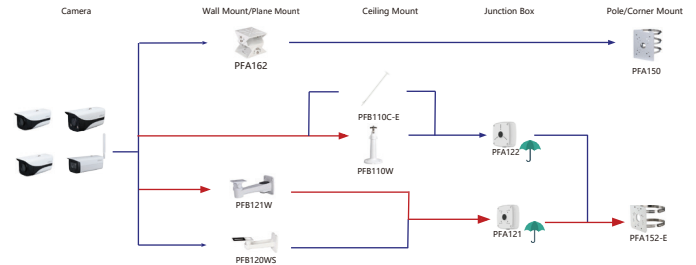 Camera
Wall Mount/Plane Mount
Ceiling Mount
Junction Box
Pole/Corner Mount
PFA162
PFA150
PFB110C-E
PFB110W
PFA122
PFB121W
PFA121
PFA152-E
PFB120WS